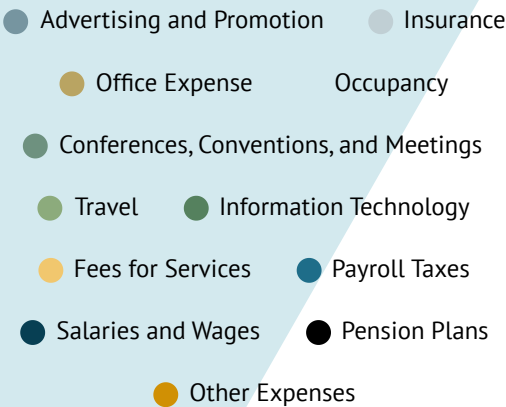 Advertising and Promotion Insurance
Office Expense Occupancy
Conferences, Conventions, and Meetings
Travel Information Technology
Fees for Services Payroll Taxes
Salaries and Wages Pension Plans
Other Expenses